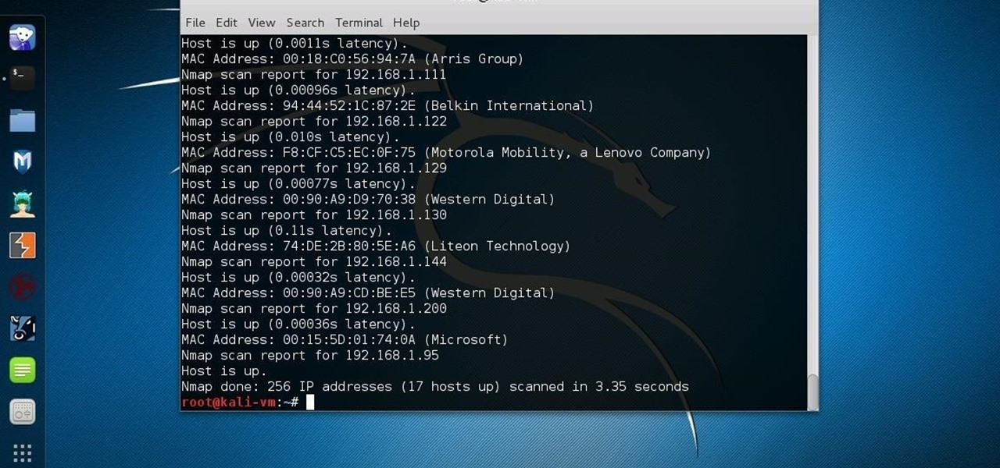 File Edit View Search Terminal Help
Host is up (0.0011s latency).
MAC Address: 00:18:C0:56:94:7A (Arris Group)
Nmap scan report for 192.168.1.111
Host is up (0.00096s latency).
MAC Address: 94:44:52:1C:87:2E (Belkin International)
Nmap scan report for 192.168.1.122
Host is up (0.010s latency).
MAC Address: F8:CF:C5:EC:0F:75 (Motorola Mobility, a Lenovo Company)
Nmap scan report for 192.168.1.129
Host is up (0.00077s latency).
MAC Address: 00:90:A9:D9:70:38 (Western Digital)
Nmap scan report for 192.168.1.130
Host is up (0.11s latency).
MAC Address: 74:DE:2B:80:5E:A6 (Liteon Technology)
Nmap scan report for 192.168.1.144
Host is up (0.00032s latency).
MAC Address: 00:90:A9:CD:BE:E5 (Western Digital)
Nmap scan report for 192.168.1.200
Host is up (0.00036s latency).
MAC Address: 00:15:5D:01:74:0A (Microsoft)
Nmap scan report for 192.168.1.95
Host is up.
Nmap done: 256 IP addresses (17 hosts up) scanned in 3.35 seconds
root@kali-vm:~#